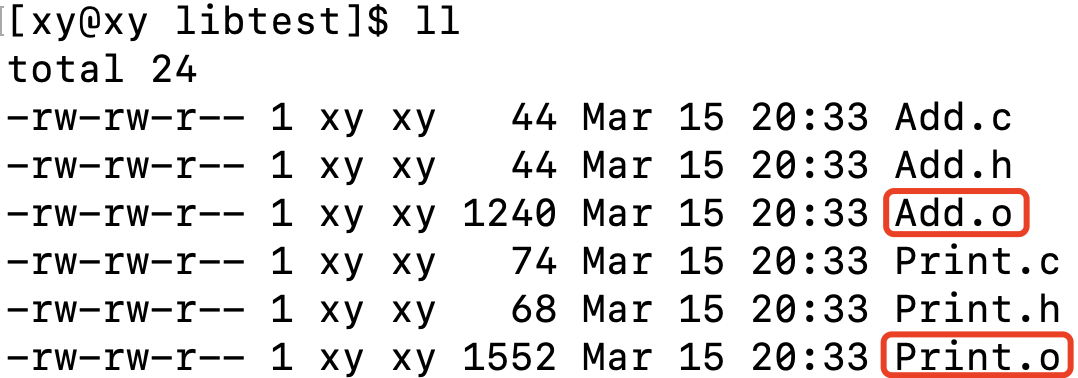 [xy@xy libtest]$ ll
total 24
-rw-rw-r-- 1 xy xy   44 Mar 15 20:33 Add.c
-rw-rw-r-- 1 xy xy   44 Mar 15 20:33 Add.h
-rw-rw-r-- 1 xy xy 1240 Mar 15 20:33 Add.o
-rw-rw-r-- 1 xy xy   74 Mar 15 20:33 Print.c
-rw-rw-r-- 1 xy xy   68 Mar 15 20:33 Print.h
-rw-rw-r-- 1 xy xy 1552 Mar 15 20:33 Print.o